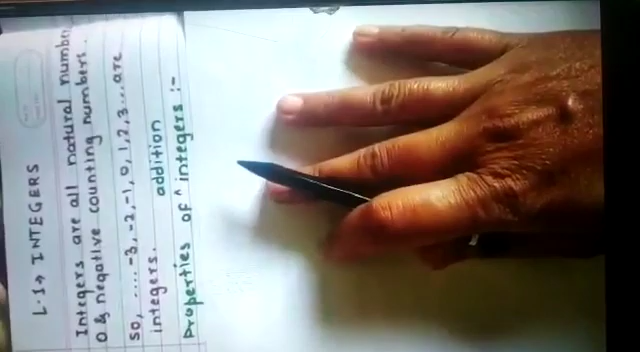 L.1→ INTEGERS
Integers are all natural number
0 & negative counting numbers.
So, .... -3, -2, -1, 0, 1, 2, 3 ... are
integers.
addition
Properties of ^ integers :-